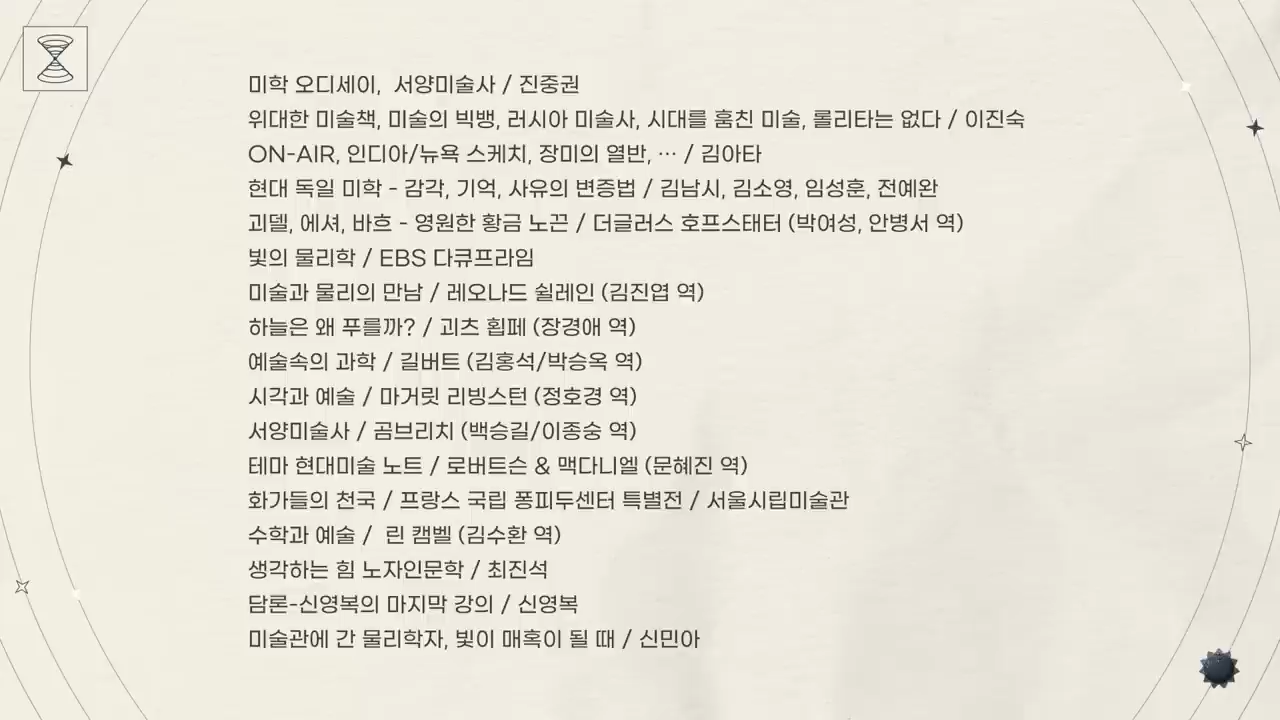 미학 오디세이, 서양미술사 / 진중권
위대한 미술책, 미술의 빅뱅, 러시아 미술사, 시대를 훔친 미술, 롤리타는 없다 / 이진숙
ON-AIR, 인디아/뉴욕 스케치, 장미의 열반, ⋯ / 김아타
현대 독일 미학 - 감각, 기억, 사유의 변증법 / 김남시, 김소영, 임성훈, 전예완
괴델, 에셔, 바흐 - 영원한 황금 노끈 / 더글러스 호프스태터 (박여성, 안병서 역)
빛의 물리학 / EBS 다큐프라임
미술과 물리의 만남 / 레오나드 쉴레인 (김진엽 역)
하늘은 왜 푸를까? / 괴츠 횝페 (장경애 역)
예술속의 과학 / 길버트 (김홍석/박승옥 역)
시각과 예술 / 마거릿 리빙스턴 (정호경 역)
서양미술사 / 곰브리치 (백승길/이종숭 역)
테마 현대미술 노트 / 로버트슨 & 맥다니엘 (문혜진 역)
화가들의 천국 / 프랑스 국립 퐁피두센터 특별전 / 서울시립미술관
수학과 예술 / 린 캠벨 (김수환 역)
생각하는 힘 노자인문학 / 최진석
담론-신영복의 마지막 강의 / 신영복
미술관에 간 물리학자, 빛이 매혹이 될 때 / 신민아